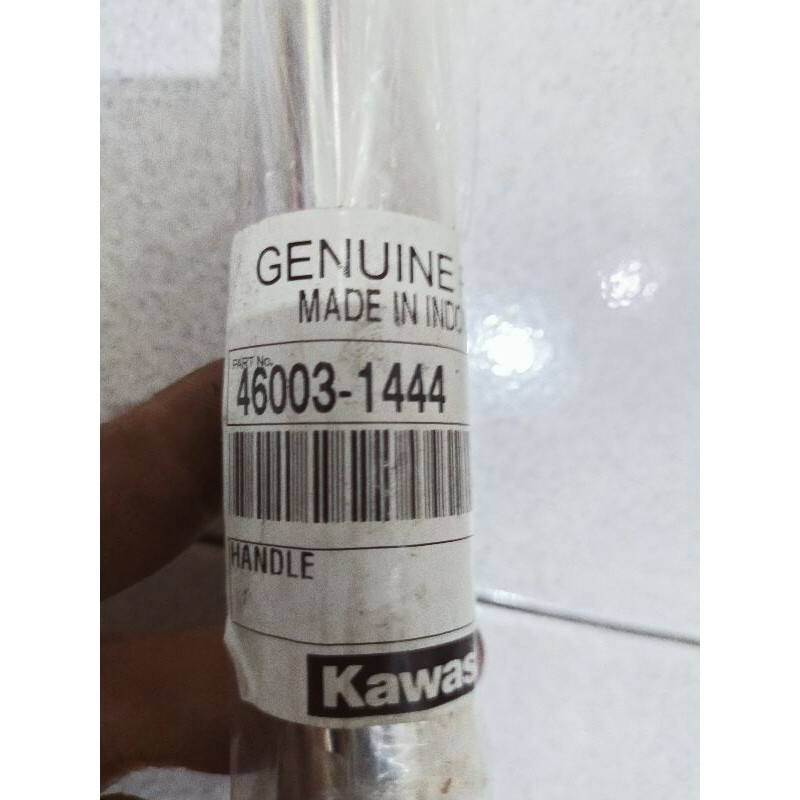 GENUINE
MADE IN INDO
PART No.
46003-1444
HANDLE
Kawas